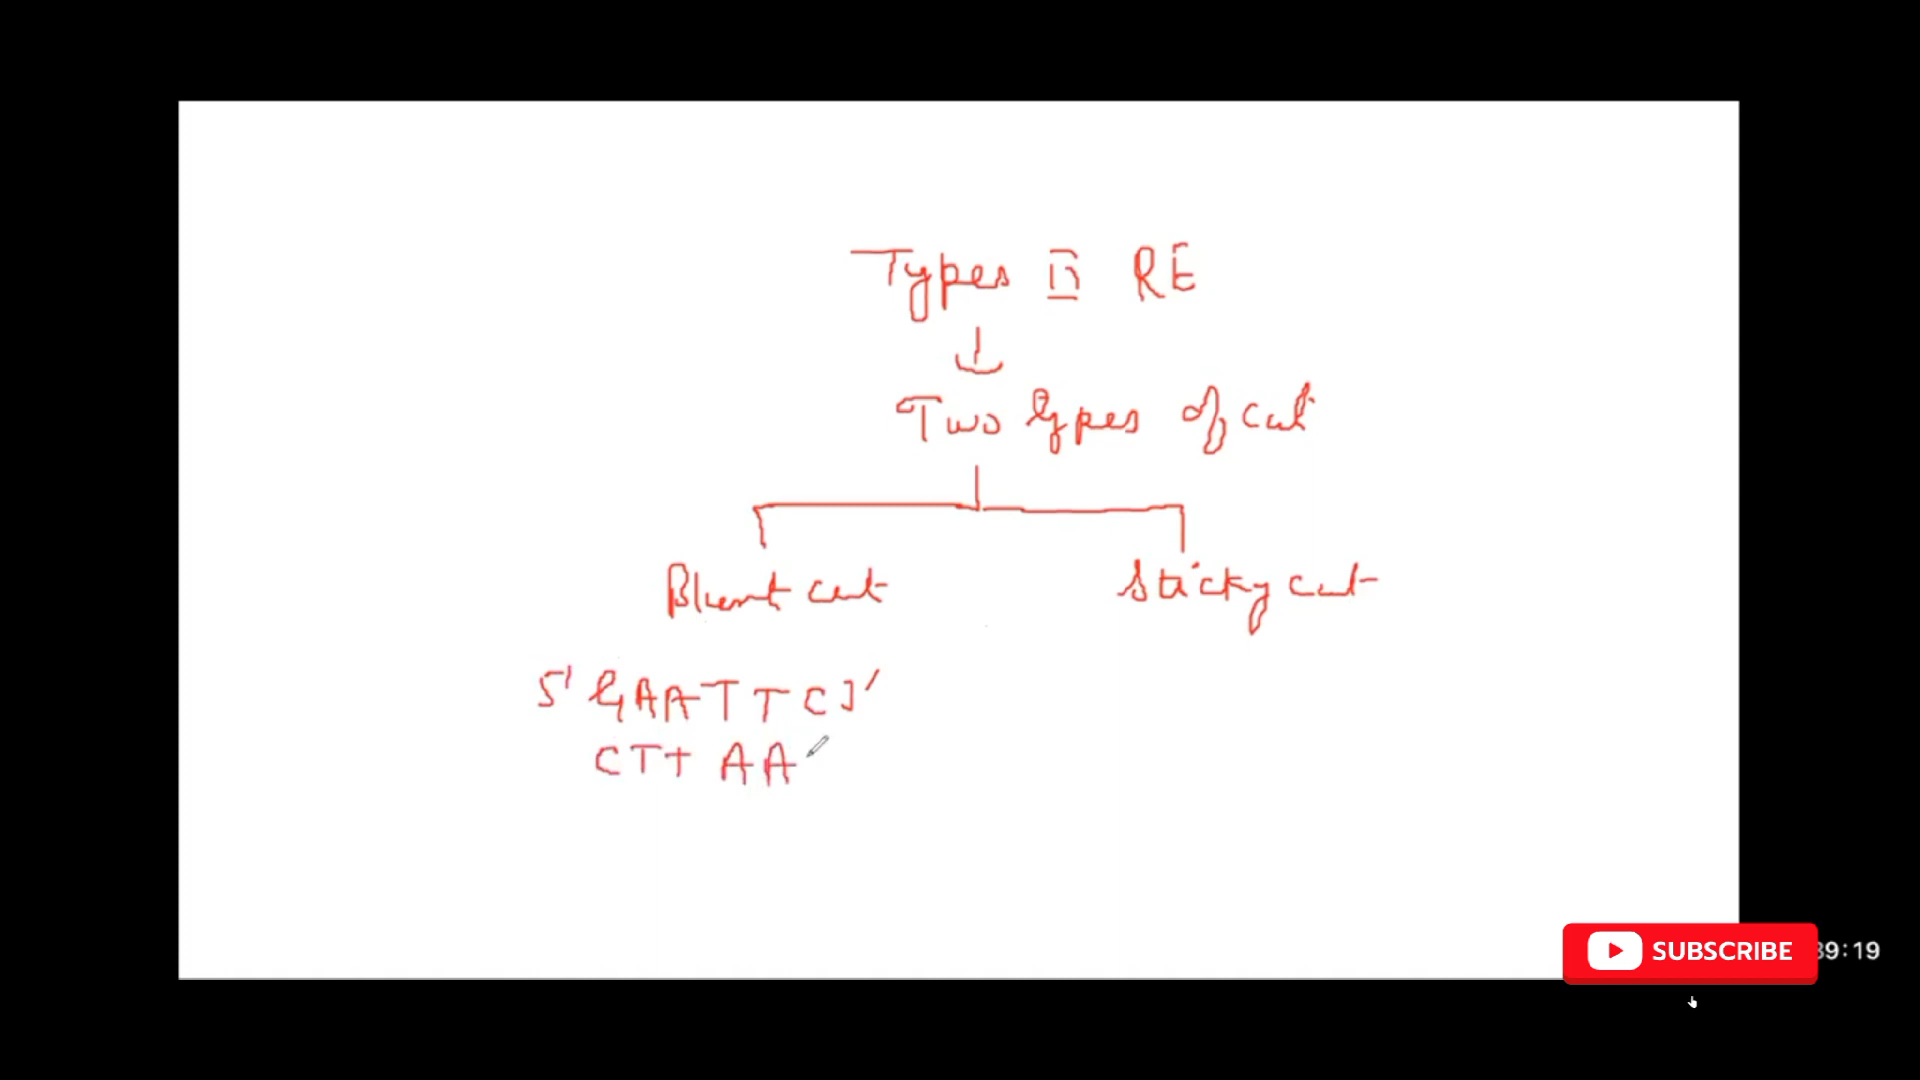 Types II RE
Two types of cut
Blunt cut
Sticky cut
5' GAATTC 3'
CTTAA
SUBSCRIBE
39:19